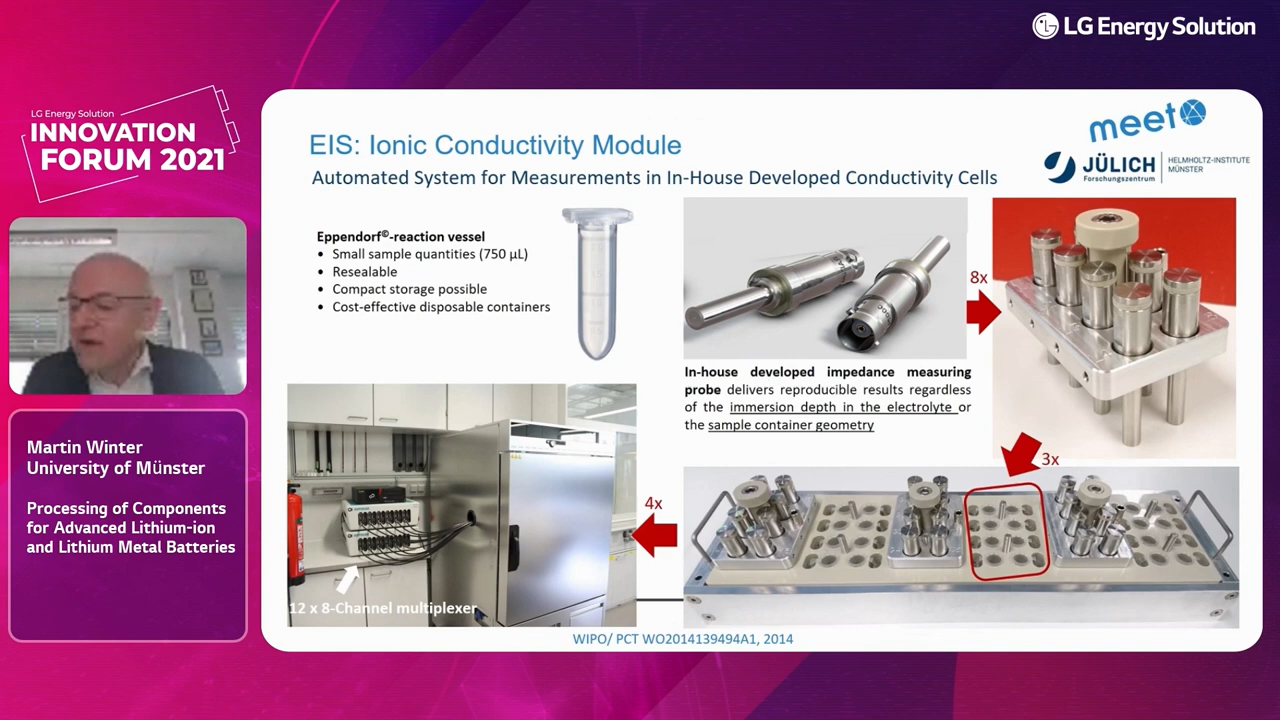 LG Energy Solution
LG Energy Solution
INNOVATION
FORUM 2021
Martin Winter
University of Münster
Processing of Components
for Advanced Lithium-ion
and Lithium Metal Batteries
EIS: Ionic Conductivity Module
Automated System for Measurements in In-House Developed Conductivity Cells
meet
JÜLICH
Forschungszentrum
HELMHOLTZ-INSTITUTE
MÜNSTER
Eppendorf©-reaction vessel
• Small sample quantities (750 µL)
• Resealable
• Compact storage possible
• Cost-effective disposable containers
8x
In-house developed impedance measuring
probe delivers reproducible results regardless
of the immersion depth in the electrolyte or
the sample container geometry
3x
4x
12 x 8-Channel multiplexer
WIPO/ PCT WO2014139494A1, 2014